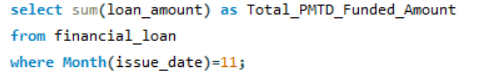 select sum(loan_amount) as Total_PMTD_Funded_Amount
from financial_loan
where Month(issue_date)=11;